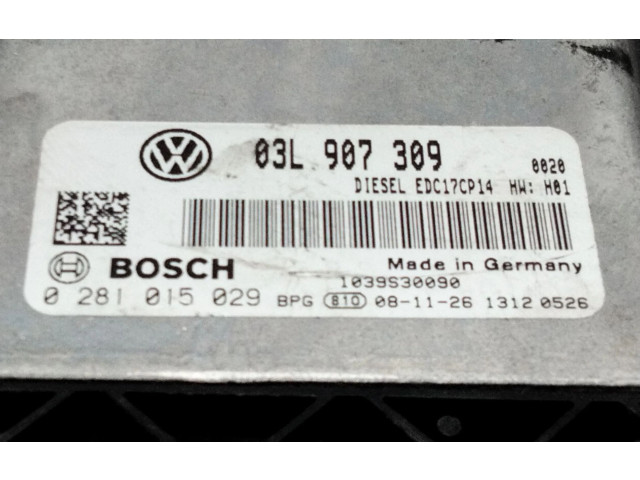 VW 03L 907 309 0020
DIESEL EDC17CP14 HW: H01
BOSCH Made in Germany
1039S30090
0 281 015 029 BPG 810 08-11-26 1312 0526